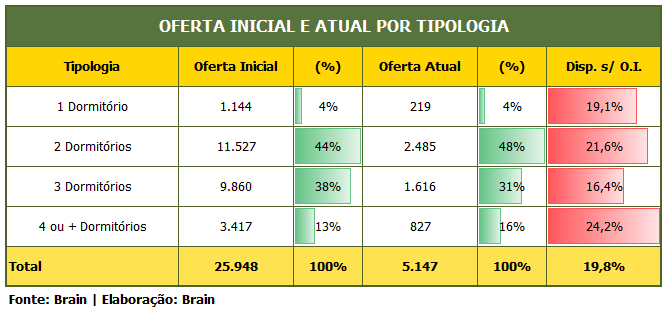 OFERTA INICIAL E ATUAL POR TIPOLOGIA
Tipologia Oferta Inicial (%) Oferta Atual (%) Disp. s/ O.I.
1 Dormitório 1.144 4% 219 4% 19,1%
2 Dormitórios 11.527 44% 2.485 48% 21,6%
3 Dormitórios 9.860 38% 1.616 31% 16,4%
4 ou + Dormitórios 3.417 13% 827 16% 24,2%
Total 25.948 100% 5.147 100% 19,8%
Fonte: Brain | Elaboração: Brain